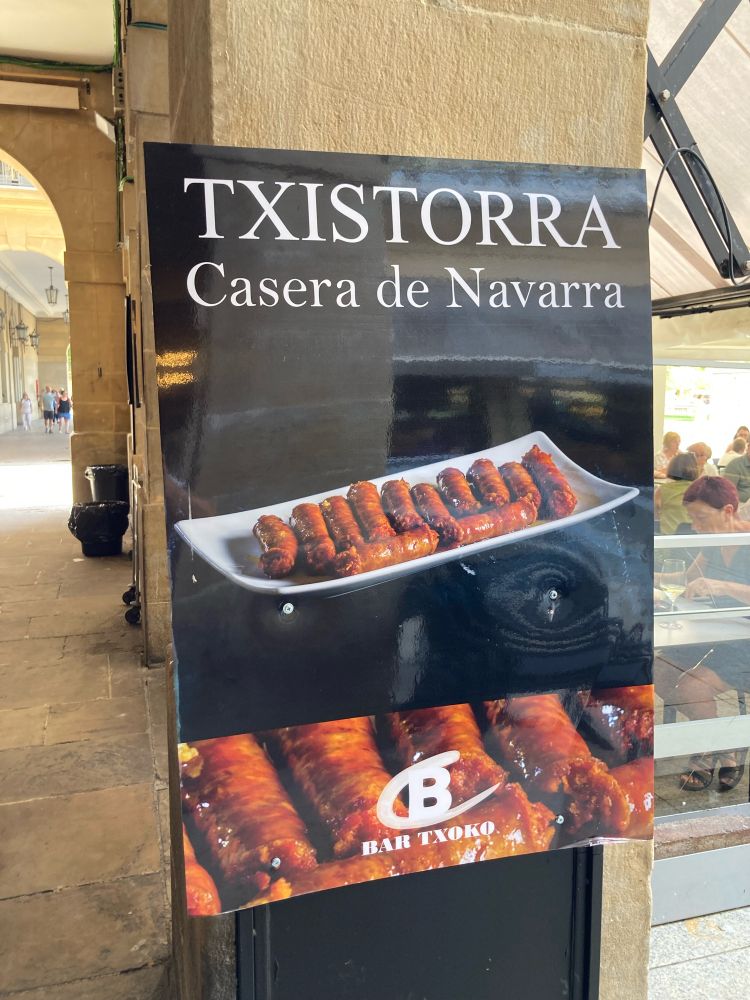 TXISTORRA
Casera de Navarra
B
BAR TXOKO